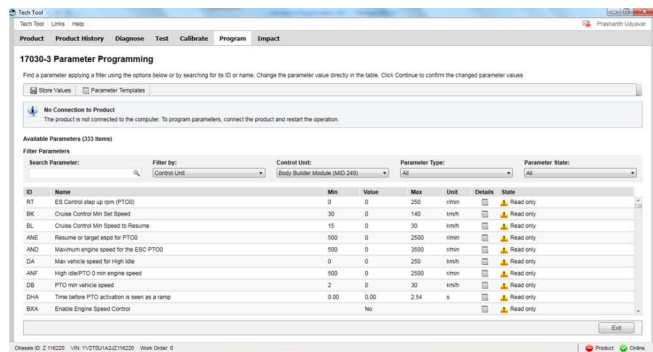 Tech Tool
Tech Tool Links Help Prashanth Udyavar
Product Product History Diagnose Test Calibrate Program Impact
17030-3 Parameter Programming
Find a parameter applying a filter using the options below or by searching for its ID or name. Change the parameter value directly in the table. Click Continue to confirm the changed parameter values.
Store Values Parameter Templates
No Connection to Product
The product is not connected to the computer. To program parameters, connect the product and restart the operation.
Available Parameters (333 Items)
Filter Parameters
Search Parameter: Filter by: Control Unit: Parameter Type: Parameter State:
Control Unit Body Builder Module (MID 249) All All
ID Name Min Value Max Unit Details State
RT ES Control step up rpm (PTO0) 0 0 250 r/min Read only
BK Cruise Control Min Set Speed 30 0 140 km/h Read only
BL Cruise Control Min Speed to Resume 15 0 30 km/h Read only
ANE Resume or target espd for PTO0 500 0 2500 r/min Read only
AND Maximum engine speed for the ESC PTO0 500 0 3500 r/min Read only
DA Max vehicle speed for High Idle 0 0 250 km/h Read only
ANF High idle/PTO 0 min engine speed 500 0 2500 r/min Read only
DB PTO min vehicle speed 2 0 30 km/h Read only
DHA Time before PTO activation is seen as a ramp 0.00 0.00 2.54 s Read only
BXA Enable Engine Speed Control No Read only
Exit
Chassis ID: Z 116220 VIN: YV2T0U1A2JZ116220 Work Order: 0 Product Online